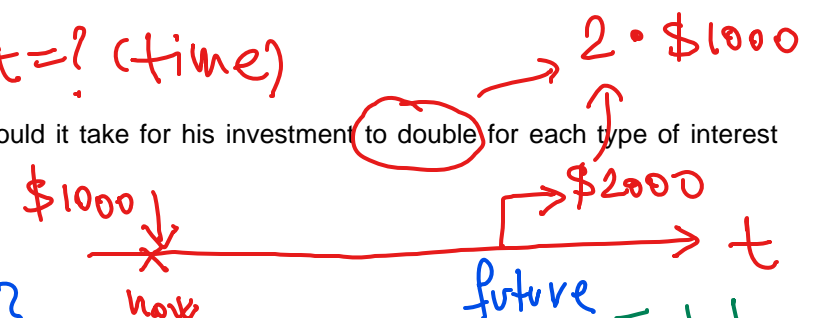 t=? (time)
2 • $1000
ould it take for his investment to double for each type of interest
$1000
$2000
t
now
future
?